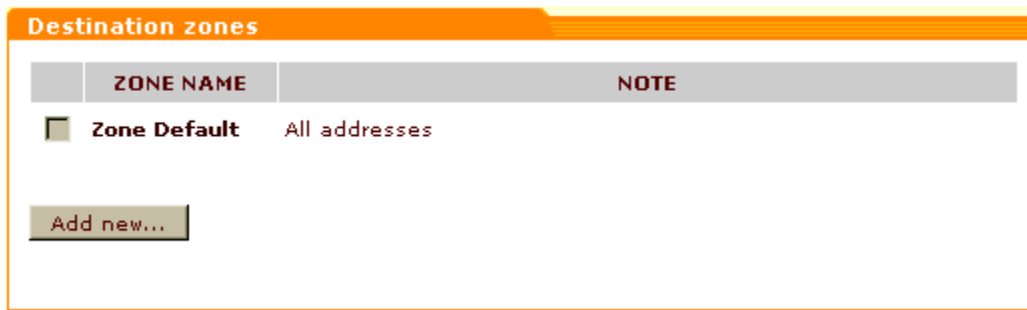 Destination zones
ZONE NAME NOTE
Zone Default All addresses
Add new...